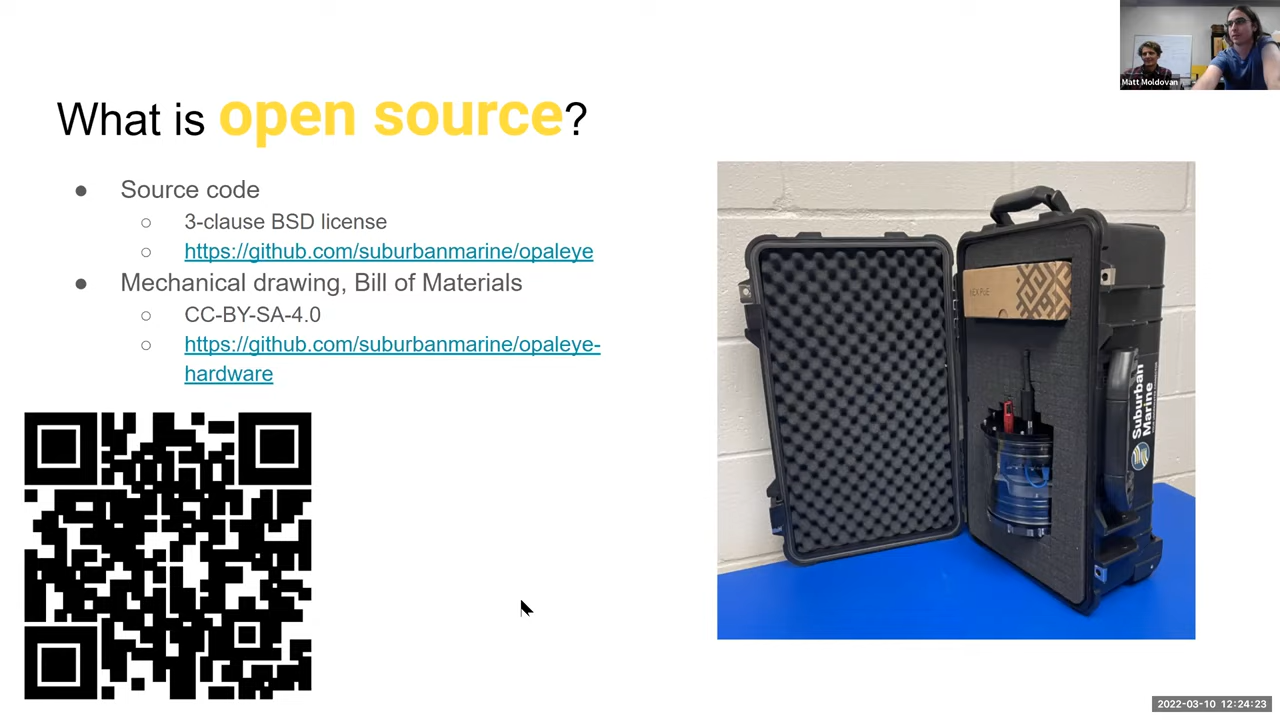 Matt Moldovan
What is open source?
● Source code
○ 3-clause BSD license
○ https://github.com/suburbanmarine/opaleye
● Mechanical drawing, Bill of Materials
○ CC-BY-SA-4.0
○ https://github.com/suburbanmarine/opaleye-
hardware
Suburban
Marine
2022-03-10 12:24:23